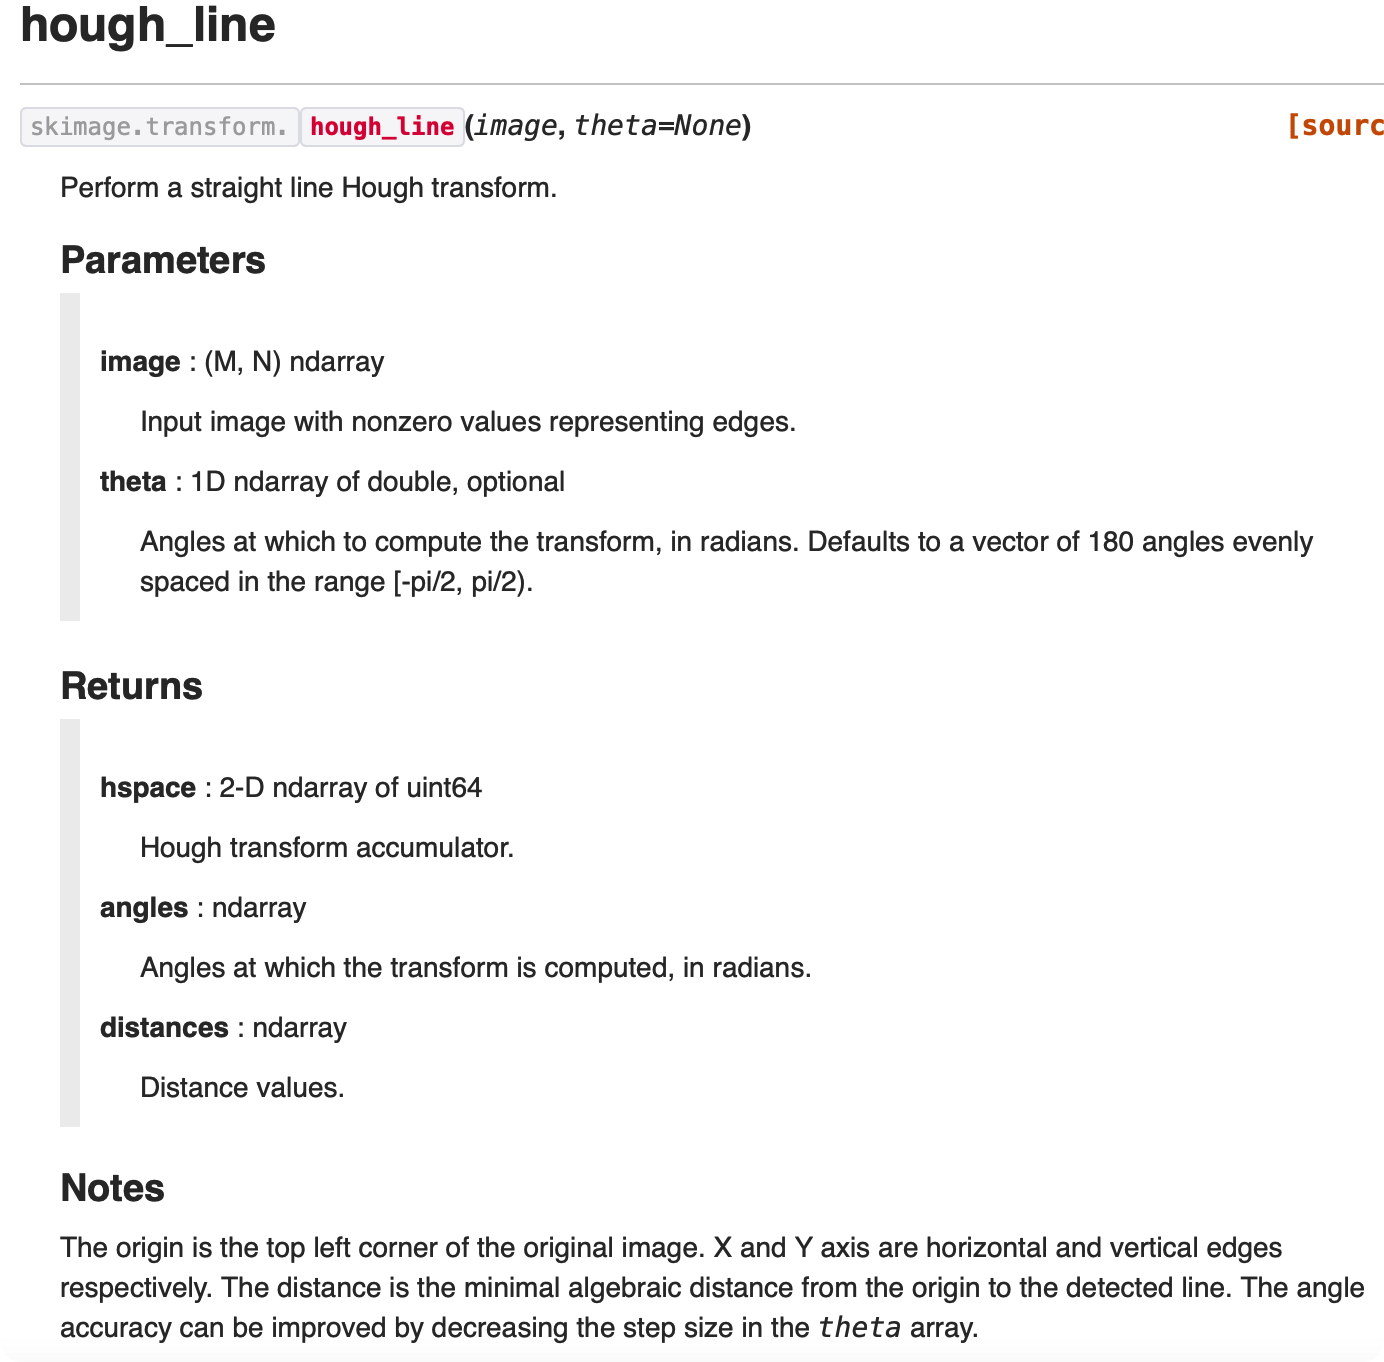 hough_line
skimage.transform.hough_line(image, theta=None) [sourc
Perform a straight line Hough transform.
Parameters
image : (M, N) ndarray
Input image with nonzero values representing edges.
theta : 1D ndarray of double, optional
Angles at which to compute the transform, in radians. Defaults to a vector of 180 angles evenly
spaced in the range [-pi/2, pi/2).
Returns
hspace : 2-D ndarray of uint64
Hough transform accumulator.
angles : ndarray
Angles at which the transform is computed, in radians.
distances : ndarray
Distance values.
Notes
The origin is the top left corner of the original image. X and Y axis are horizontal and vertical edges
respectively. The distance is the minimal algebraic distance from the origin to the detected line. The angle
accuracy can be improved by decreasing the step size in the theta array.